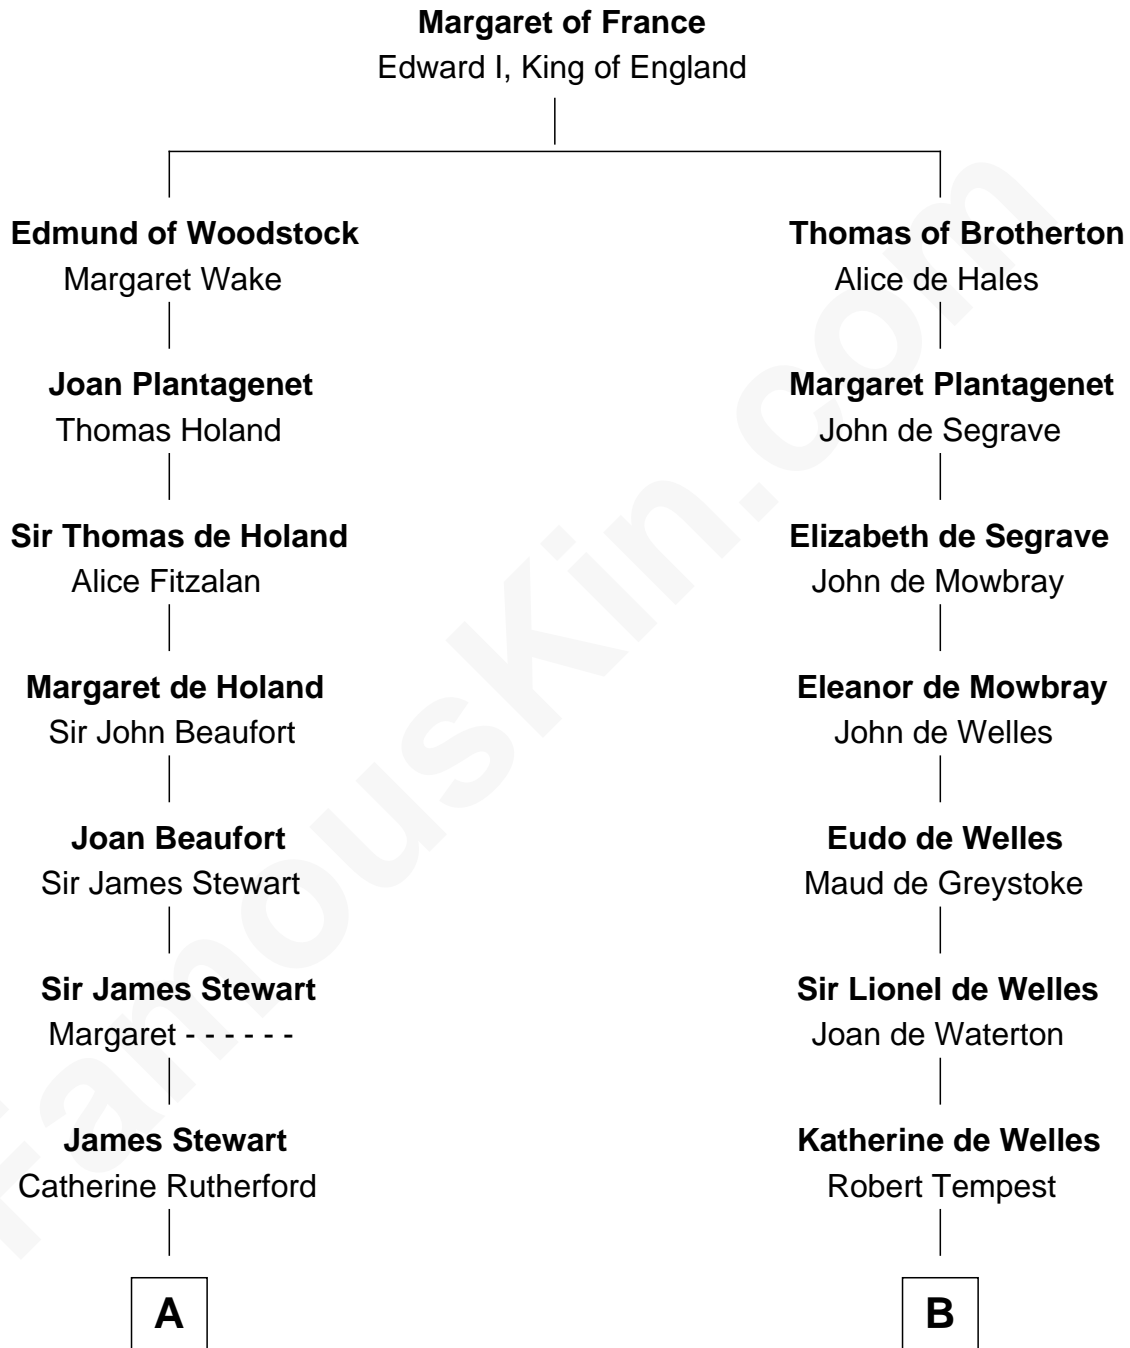 Margaret of France
Edward I, King of England
Edmund of Woodstock
Margaret Wake
Joan Plantagenet
Thomas Holand
Sir Thomas de Holand
Alice Fitzalan
Margaret de Holand
Sir John Beaufort
Joan Beaufort
Sir James Stewart
Sir James Stewart
Margaret - - - - - -
James Stewart
Catherine Rutherford
A
Thomas of Brotherton
Alice de Hales
Margaret Plantagenet
John de Segrave
Elizabeth de Segrave
John de Mowbray
Eleanor de Mowbray
John de Welles
Eudo de Welles
Maud de Greystoke
Sir Lionel de Welles
Joan de Waterton
Katherine de Welles
Robert Tempest
B
FamousKin.com